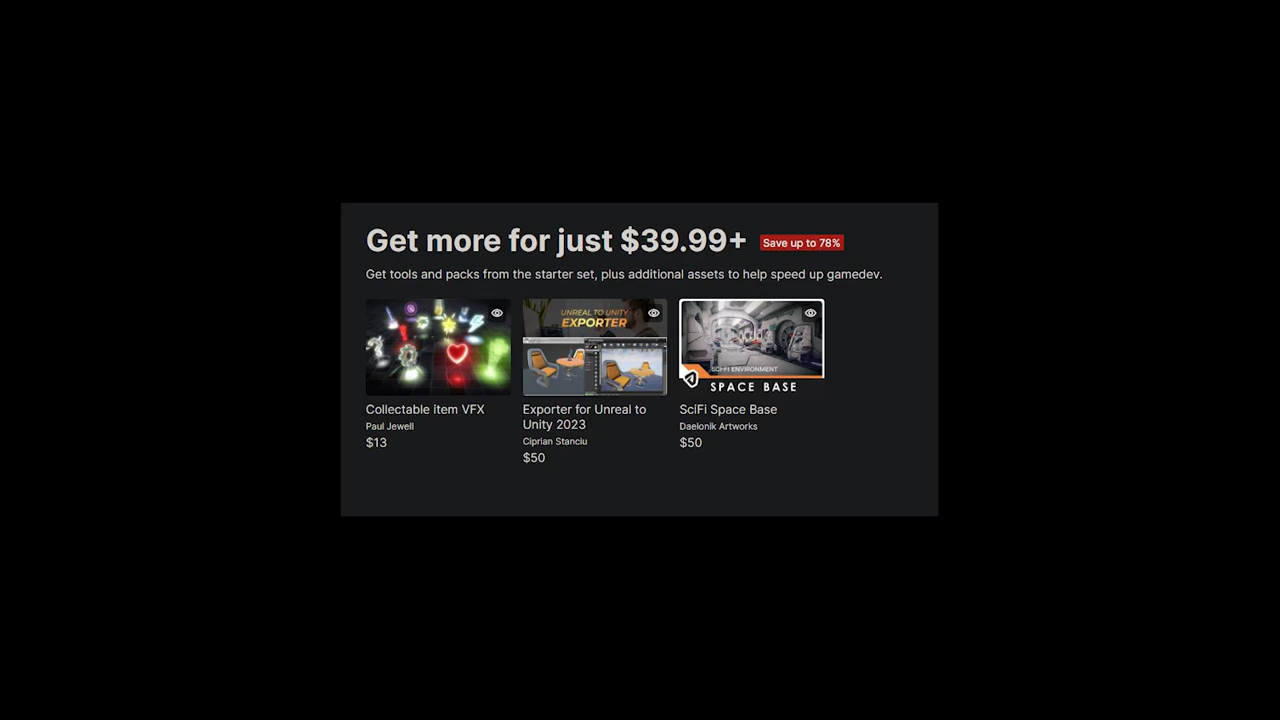 Get more for just $39.99+ Save up to 78%
Get tools and packs from the starter set, plus additional assets to help speed up gamedev.
UNREAL TO UNITY
EXPORTER
SCI-FI ENVIRONMENT
SPACE BASE
Collectable item VFX
Paul Jewell
$13
Exporter for Unreal to
Unity 2023
Ciprian Stanciu
$50
SciFi Space Base
Daelonik Artworks
$50